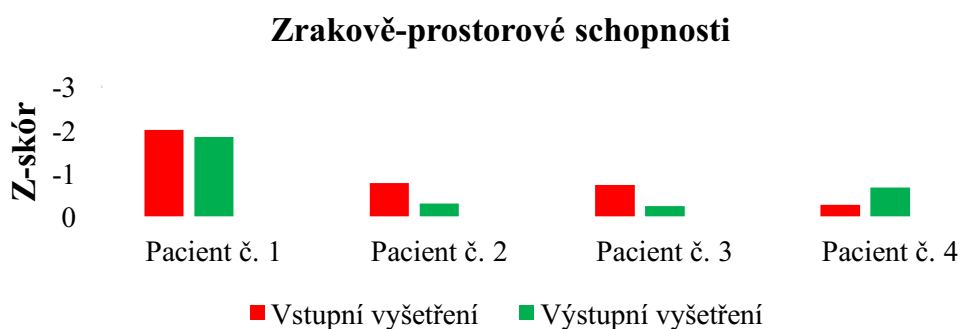 Zrakově-prostorové schopnosti
Z-skór
-3
-2
-1
0
Pacient č. 1 Pacient č. 2 Pacient č. 3 Pacient č. 4
Vstupní vyšetření Výstupní vyšetření